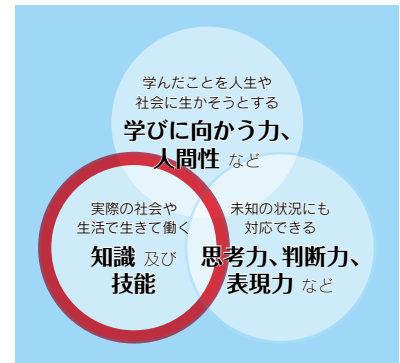 学んだことを人生や
社会に生かそうとする
学びに向かう力、
人間性 など
実際の社会や
生活で生きて働く
知識 及び
技能
未知の状況にも
対応できる
思考力、判断力、
表現力 など